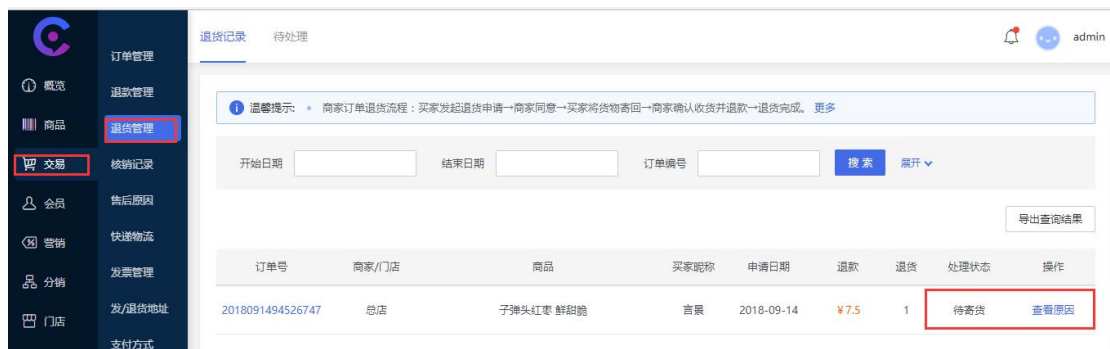 退货记录 待处理
admin
概览
商品
交易
会员
营销
分销
门店
订单管理
退款管理
退货管理
核销记录
售后原因
快递物流
发票管理
发/退货地址
支付方式
温馨提示: 商家订单退货流程：买家发起退货申请→商家同意→买家将货物寄回→商家确认收货并退款→退货完成。 更多
开始日期 结束日期 订单编号 搜索 展开
导出查询结果
订单号 商家/门店 商品 买家昵称 申请日期 退款 退货 处理状态 操作
2018091494526747 总店 子弹头红枣 鲜甜脆 言景 2018-09-14 ¥7.5 1 待寄货 查看原因